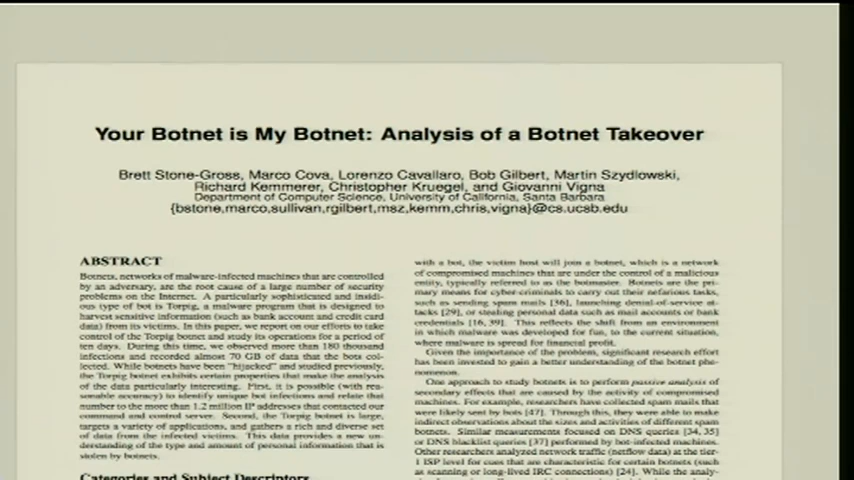 Your Botnet is My Botnet: Analysis of a Botnet Takeover
Brett Stone-Gross, Marco Cova, Lorenzo Cavallaro, Bob Gilbert, Martin Szydlowski,
Richard Kemmerer, Christopher Kruegel, and Giovanni Vigna
Department of Computer Science, University of California, Santa Barbara
{bstone,marco,sullivan,rgilbert,msz,kemm,chris,vigna}@cs.ucsb.edu
ABSTRACT
Botnets, networks of malware-infected machines that are controlled
by an adversary, are the root cause of a large number of security
problems on the Internet. A particularly sophisticated and insidi-
ous type of bot is Torpig, a malware program that is designed to
harvest sensitive information (such as bank account and credit card
data) from its victims. In this paper, we report on our efforts to take
control of the Torpig botnet and study its operations for a period of
ten days. During this time, we observed more than 180 thousand
infections and recorded almost 70 GB of data that the bots col-
lected. While botnets have been "hijacked" and studied previously,
the Torpig botnet exhibits certain properties that make the analysis
of the data particularly interesting. First, it is possible (with rea-
sonable accuracy) to identify unique bot infections and relate that
number to the more than 1.2 million IP addresses that contacted our
command and control server. Second, the Torpig botnet is large,
targets a variety of applications, and gathers a rich and diverse set
of data from the infected victims. This data provides a new un-
derstanding of the type and amount of personal information that is
stolen by botnets.
Categories and Subject Descriptors
with a bot, the victim host will join a botnet, which is a network
of compromised machines that are under the control of a malicious
entity, typically referred to as the botmaster. Botnets are the pri-
mary means for cyber-criminals to carry out their nefarious tasks,
such as sending spam mails [36], launching denial-of-service at-
tacks [29], or stealing personal data such as mail accounts or bank
credentials [16, 39]. This reflects the shift from an environment
in which malware was developed for fun, to the current situation,
where malware is spread for financial profit.
Given the importance of the problem, significant research effort
has been invested to gain a better understanding of the botnet phe-
nomenon.
One approach to study botnets is to perform passive analysis of
secondary effects that are caused by the activity of compromised
machines. For example, researchers have collected spam mails that
were likely sent by bots [47]. Through this, they were able to make
indirect observations about the sizes and activities of different spam
botnets. Similar measurements focused on DNS queries [34, 35]
or DNS blacklist queries [37] performed by bot-infected machines.
Other researchers analyzed network traffic (netflow data) at the tier-
1 ISP level for cues that are characteristic for certain botnets (such
as scanning or long-lived IRC connections) [24]. While the analy-